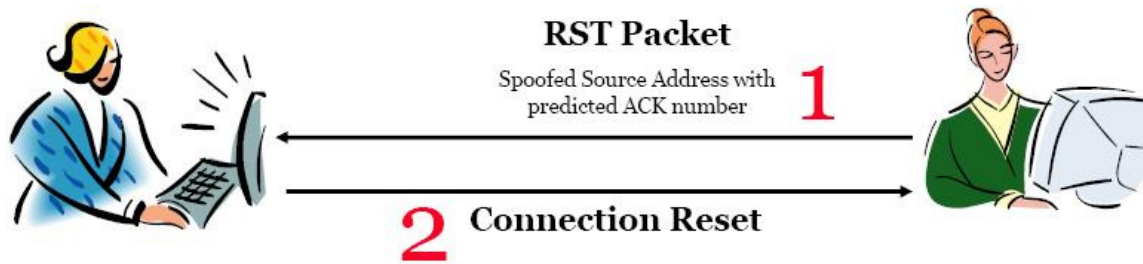 RST Packet
Spoofed Source Address with
predicted ACK number
1
2
Connection Reset